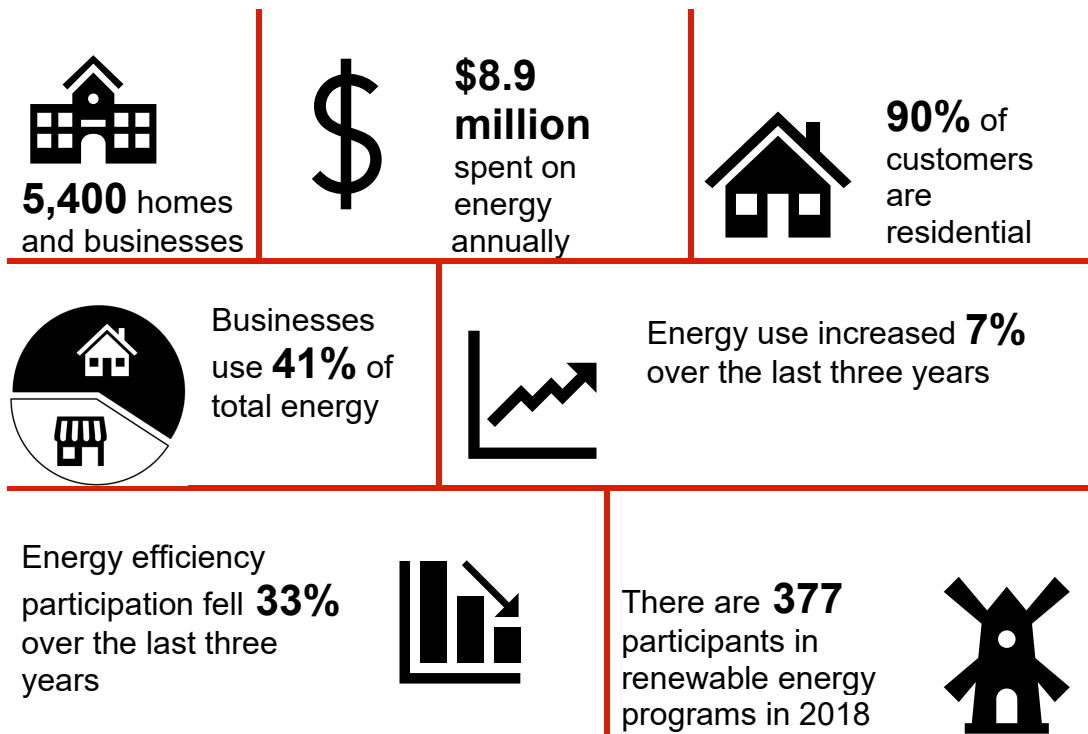 5,400 homes
and businesses
$8.9
million
spent on
energy
annually
90% of
customers
are
residential
Businesses
use 41% of
total energy
Energy use increased 7%
over the last three years
Energy efficiency
participation fell 33%
over the last three
years
There are 377
participants in
renewable energy
programs in 2018